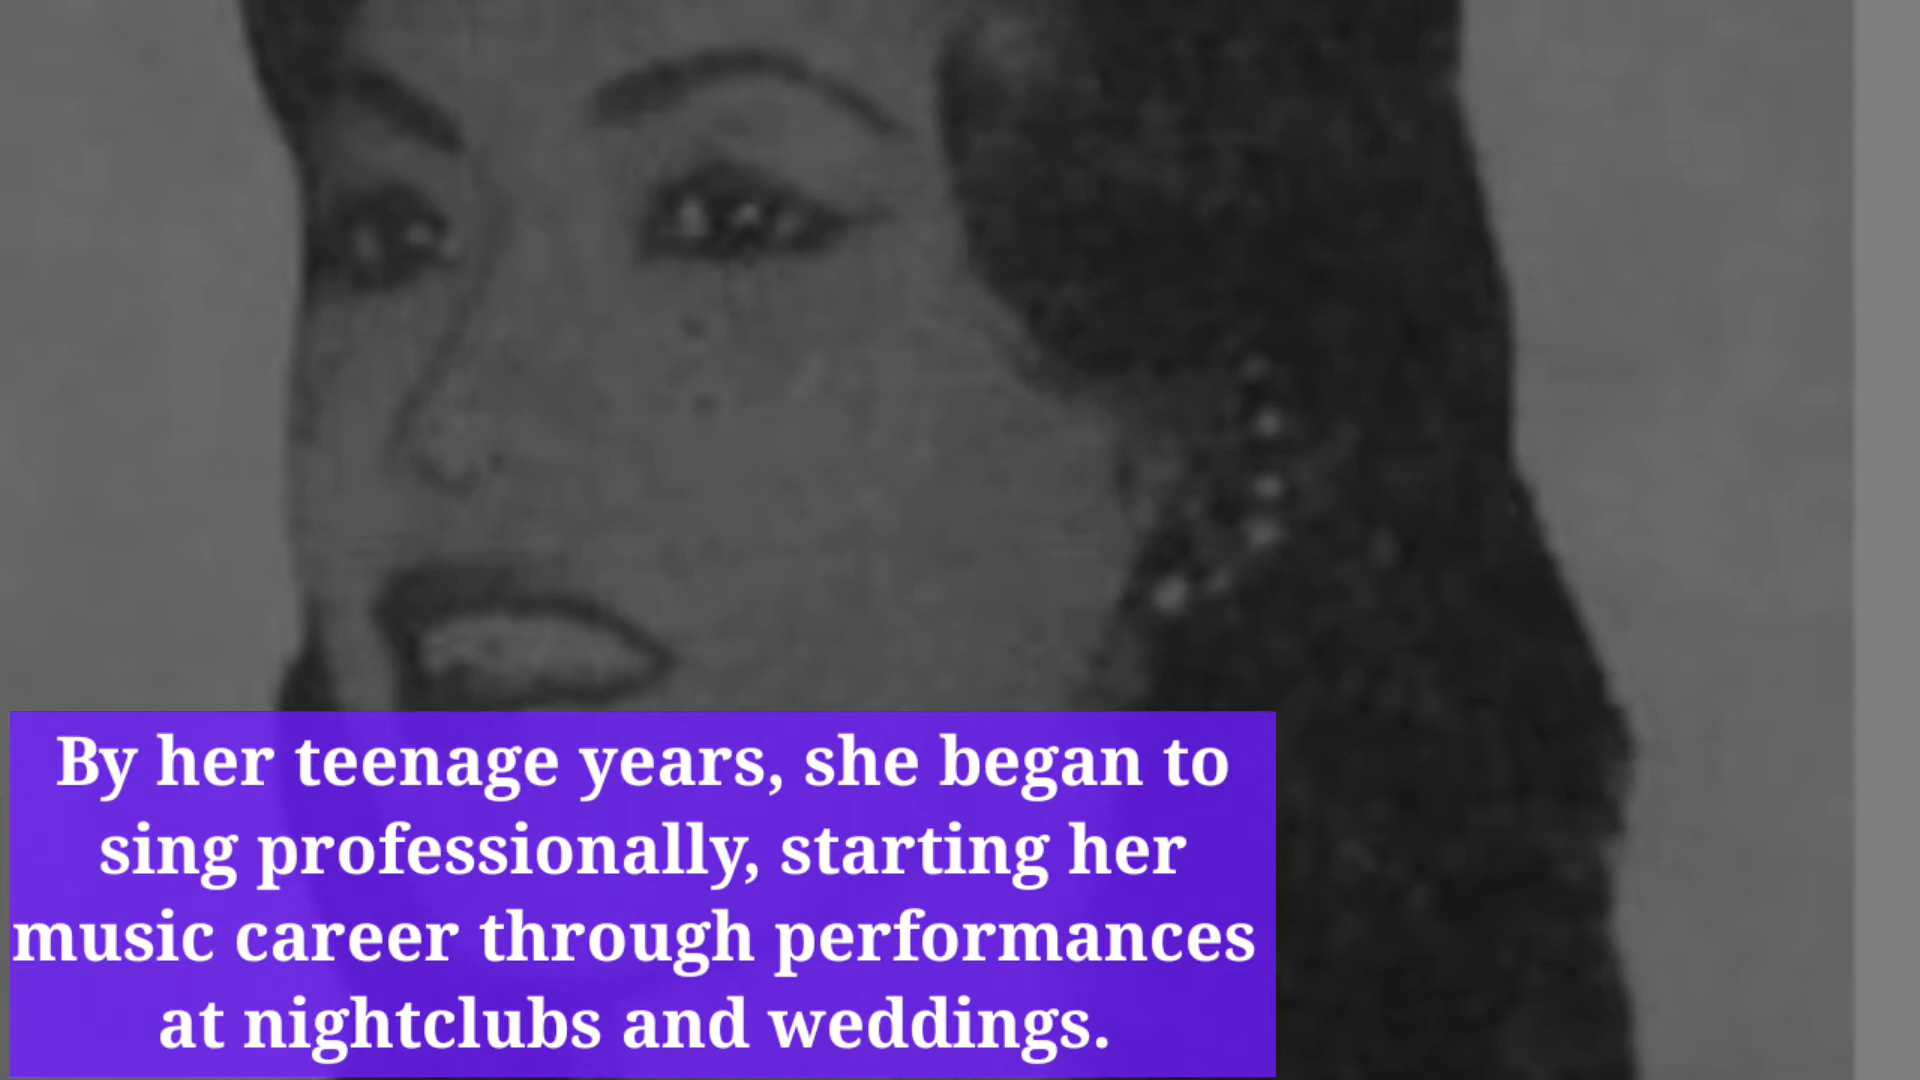 By her teenage years, she began to
sing professionally, starting her
music career through performances
at nightclubs and weddings.